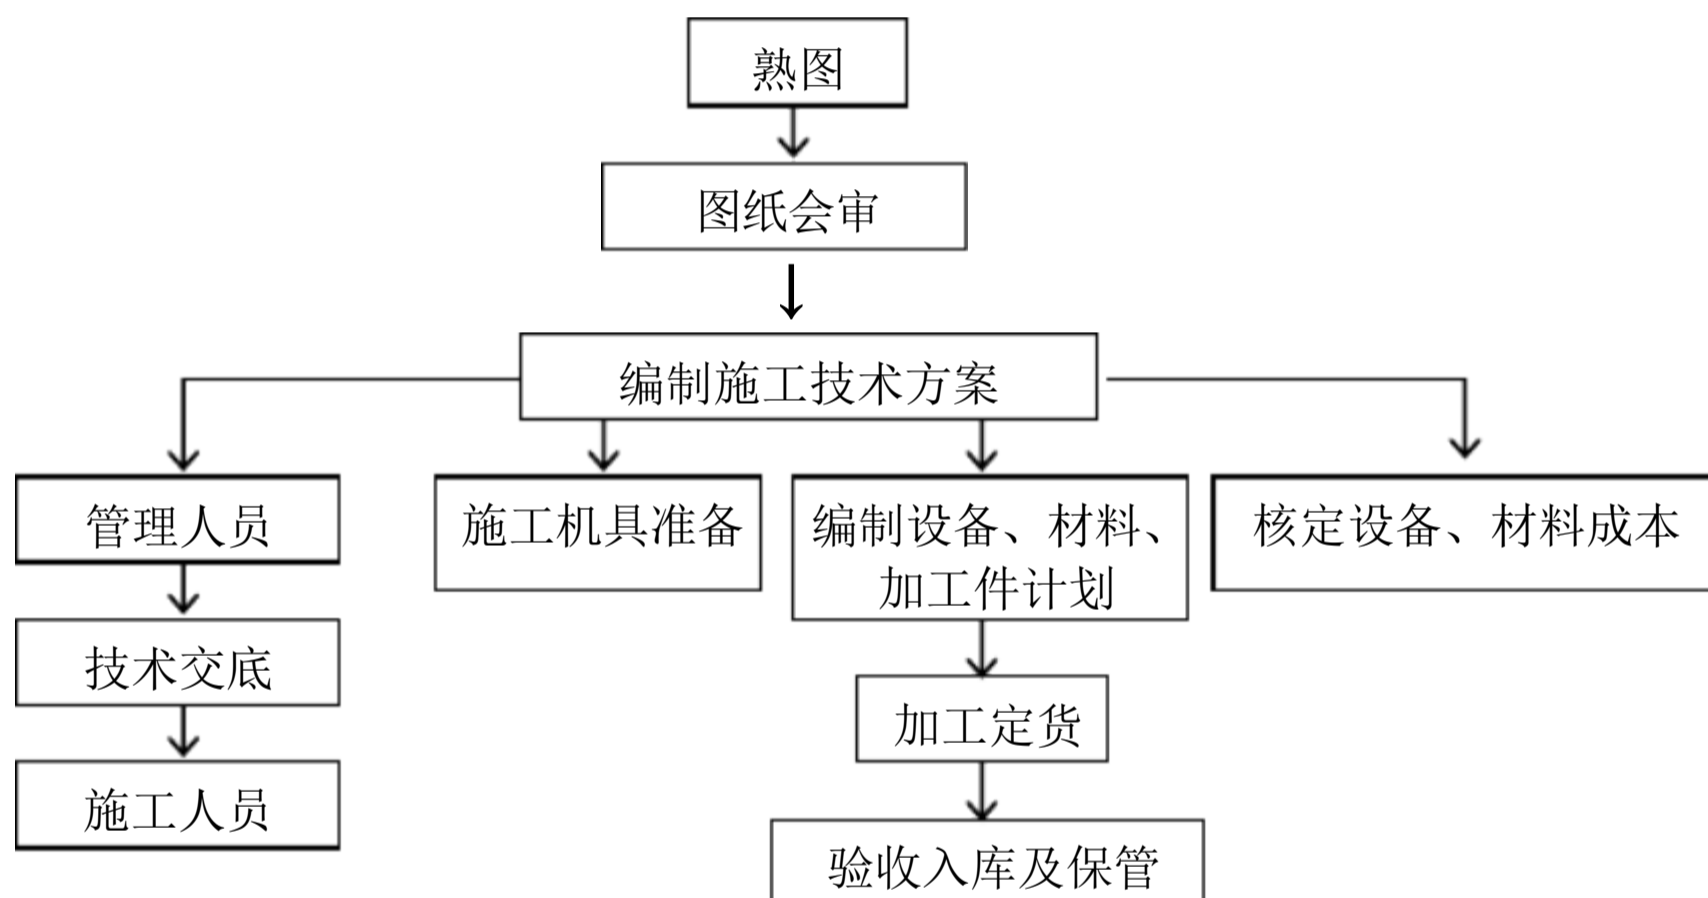 熟图
图纸会审
编制施工技术方案
管理人员
施工机具准备
编制设备、材料、
加工件计划
核定设备、材料成本
技术交底
加工定货
施工人员
验收入库及保管